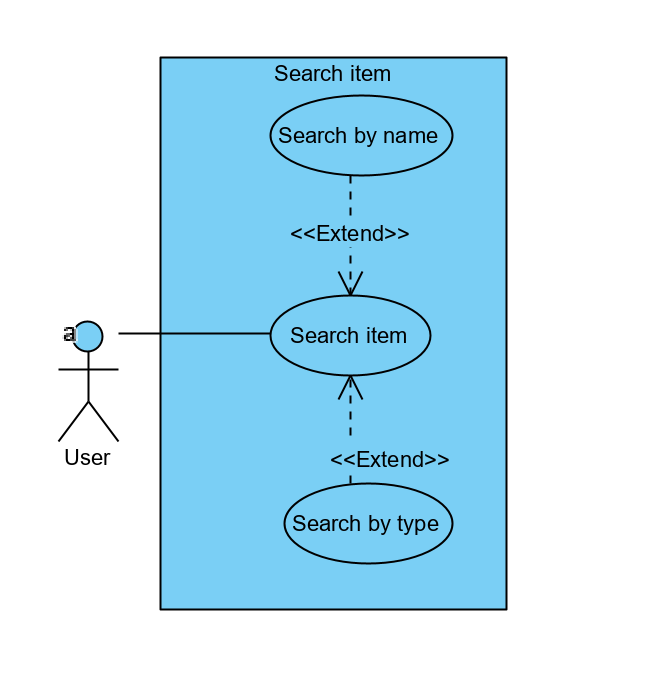 Search item
Search by name
<<Extend>>
Search item
a
User
<<Extend>>
Search by type